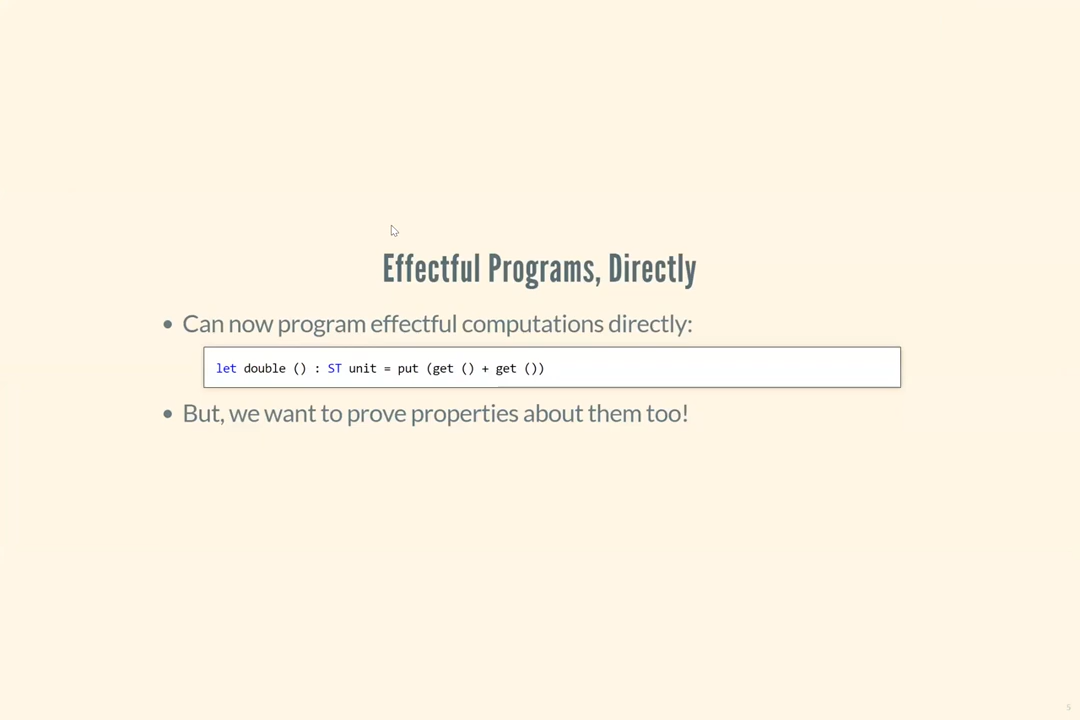 Effectful Programs, Directly
• Can now program effectful computations directly:
let double () : ST unit = put (get () + get ())
• But, we want to prove properties about them too!
5